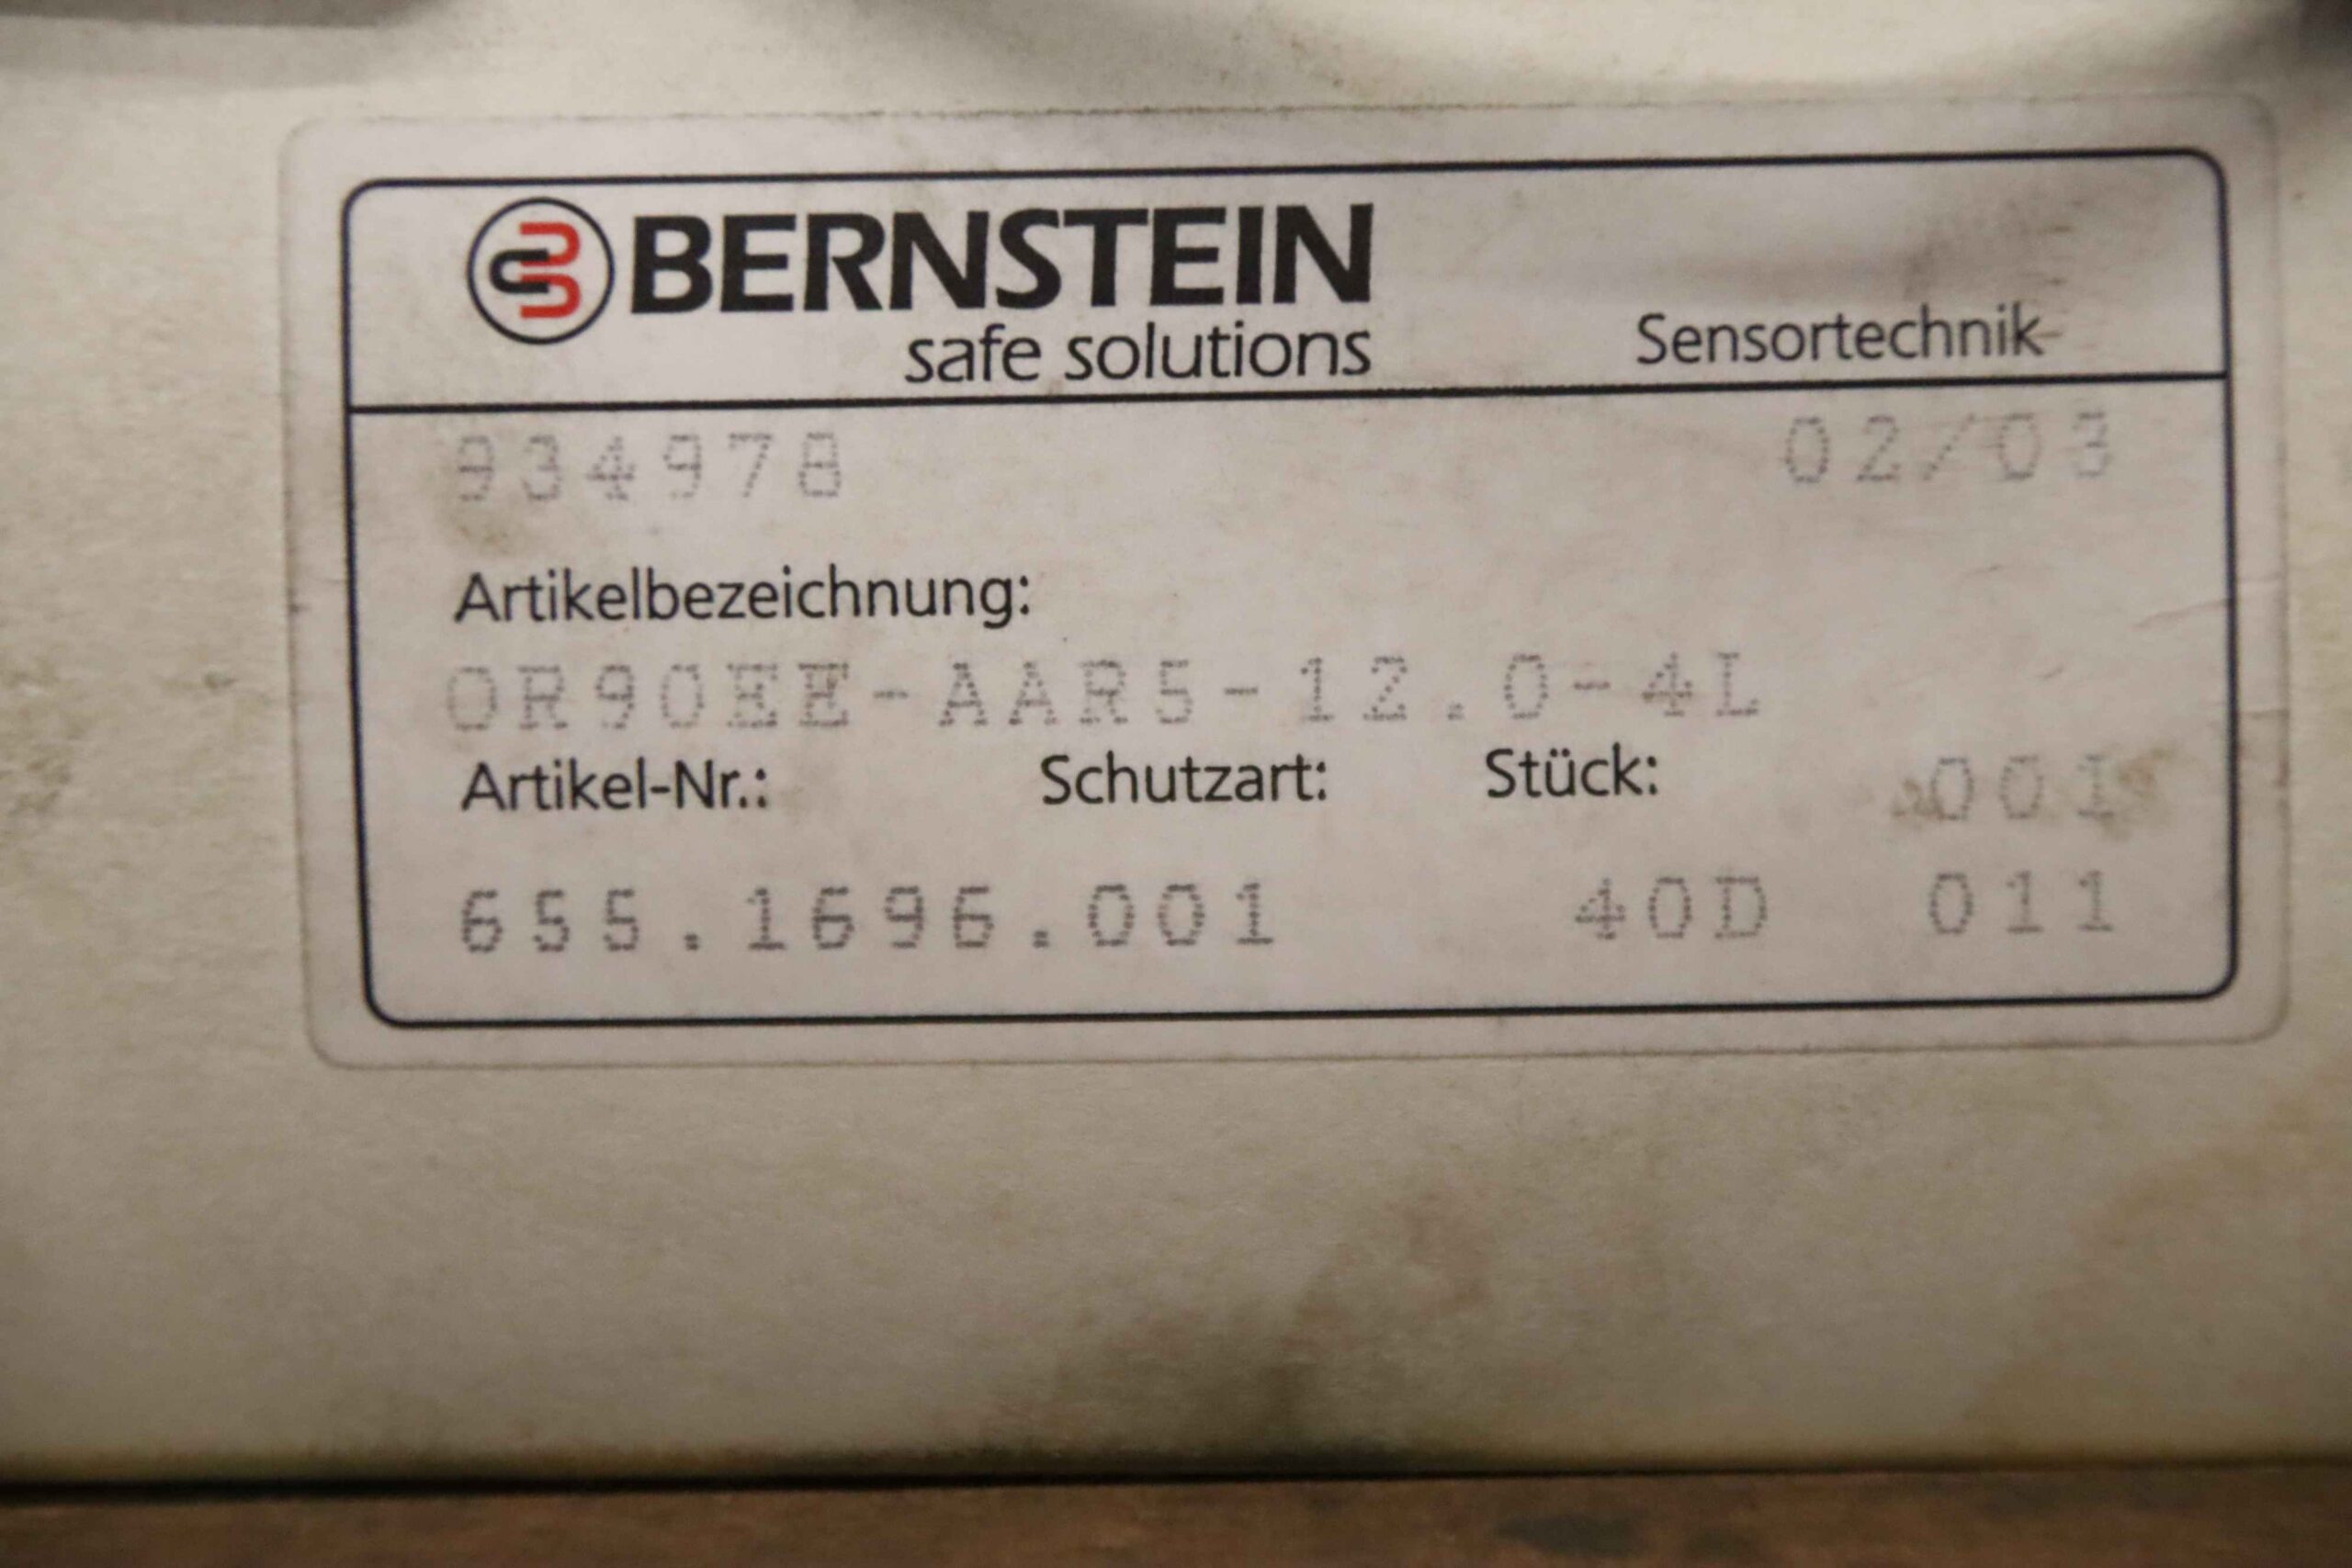 BERNSTEIN
safe solutions Sensortechnik
934978 02/03
Artikelbezeichnung:
OR90EE-AAR5-12.0-4L
Artikel-Nr.: Schutzart: Stück: 001
655.1696.001 40D 011